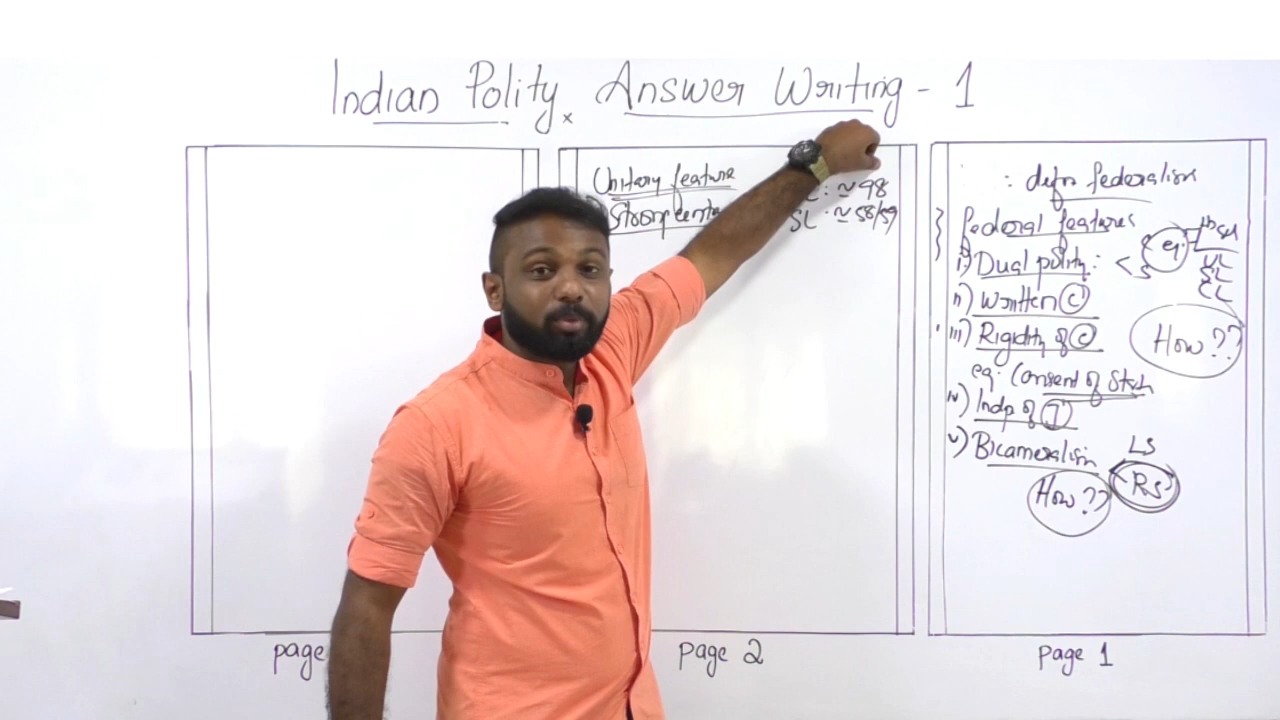 Indian Polity Answer Writing - 1
Unitary feature
Strong
L: ≃ 98
SL: ≃ 58/59
page
page 2
: defn federalism
federal features
i) Dual polity: < S eg:
UL
SL
CL
ii) Written C
iii) Rigidity of C
How ??
eg: Consent of
iv) Indp of J
v) Bicameralism
LS
RS
How ??
page 1